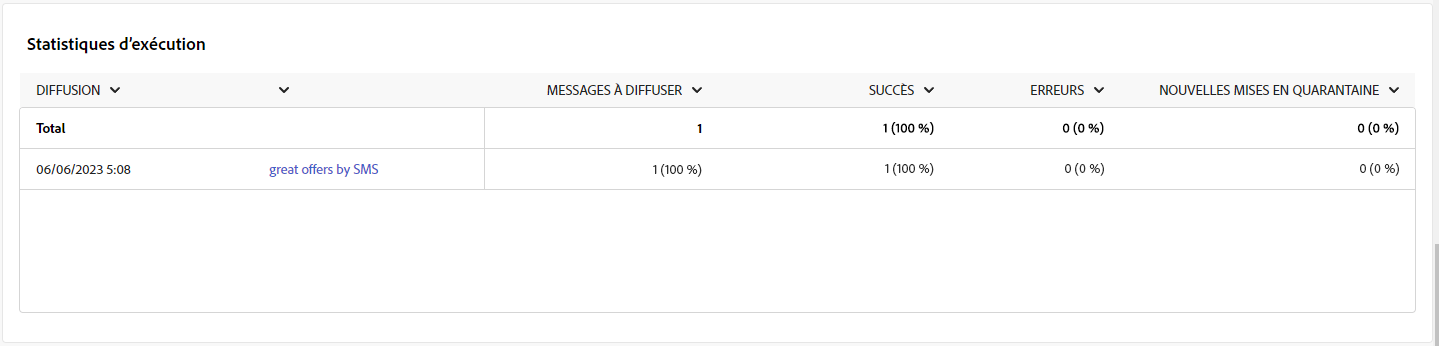 Statistiques d’exécution
DIFFUSION MESSAGES À DIFFUSER SUCCÈS ERREURS NOUVELLES MISES EN QUARANTAINE
Total 1 1 (100 %) 0 (0 %) 0 (0 %)
06/06/2023 5:08 great offers by SMS 1 (100 %) 1 (100 %) 0 (0 %) 0 (0 %)